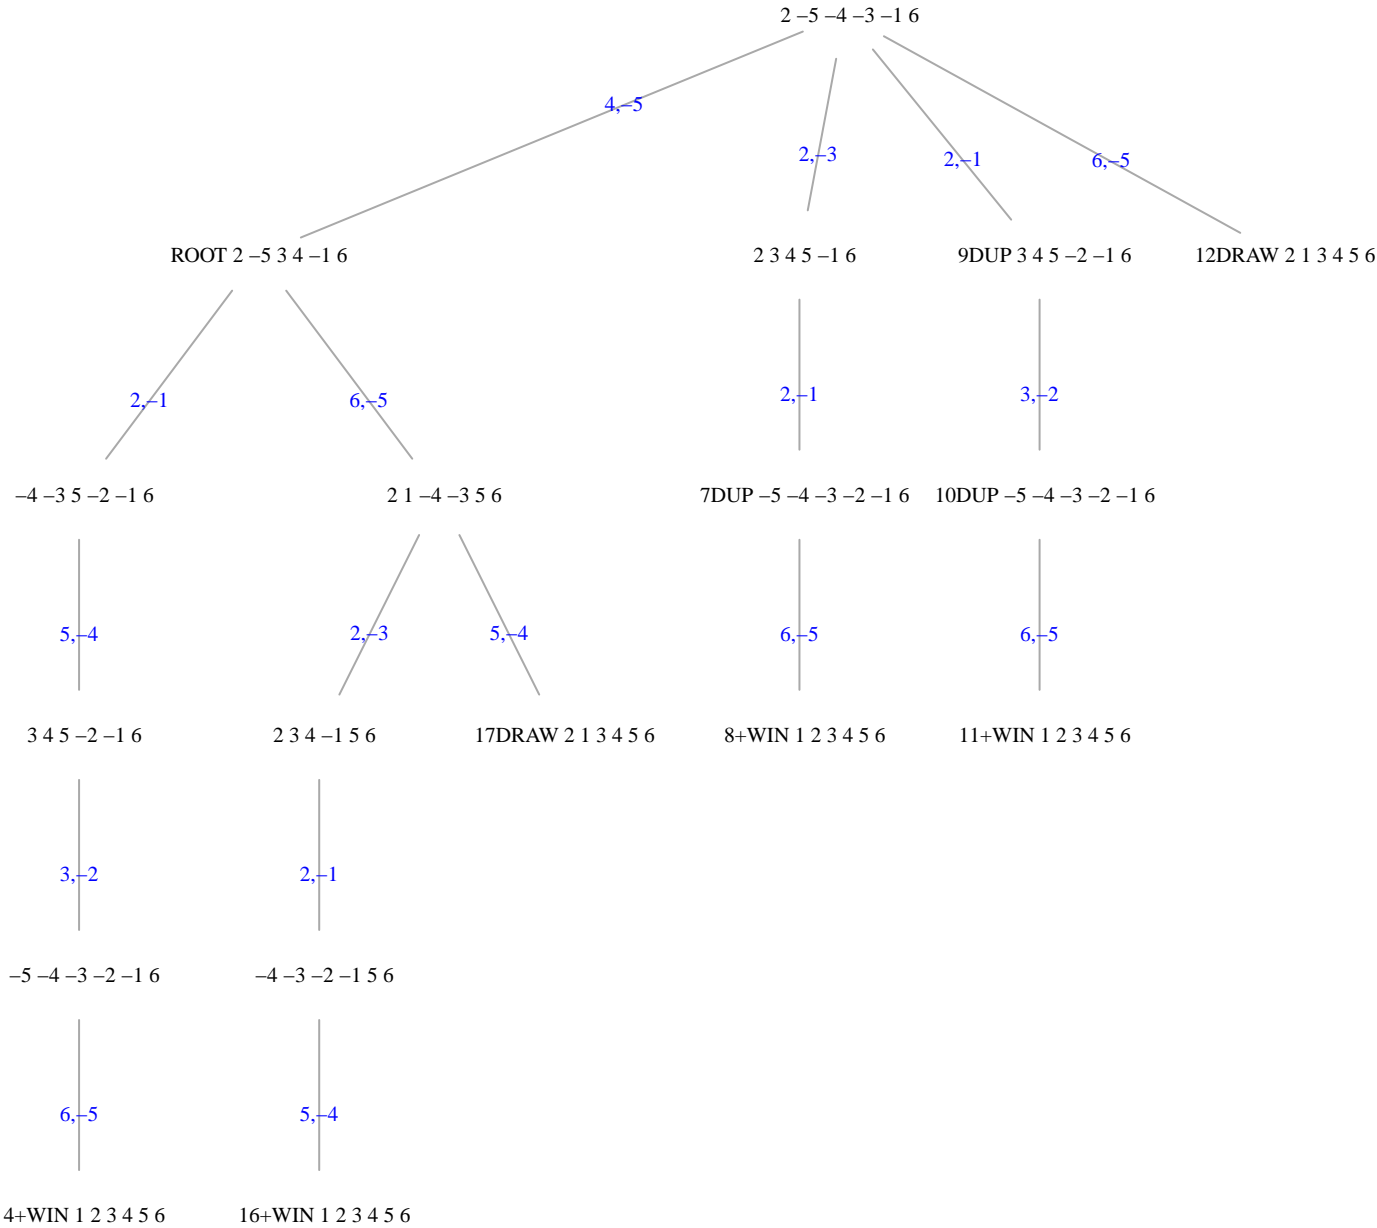 2 –5 –4 –3 –1 6
4,–5
2,–3
2,–1
6,–5
ROOT 2 –5 3 4 –1 6
2 3 4 5 –1 6
9DUP 3 4 5 –2 –1 6
12DRAW 2 1 3 4 5 6
2,–1
6,–5
2,–1
3,–2
–4 –3 5 –2 –1 6
2 1 –4 –3 5 6
7DUP –5 –4 –3 –2 –1 6
10DUP –5 –4 –3 –2 –1 6
5,–4
2,–3
5,–4
6,–5
6,–5
3 4 5 –2 –1 6
2 3 4 –1 5 6
17DRAW 2 1 3 4 5 6
8+WIN 1 2 3 4 5 6
11+WIN 1 2 3 4 5 6
3,–2
2,–1
–5 –4 –3 –2 –1 6
–4 –3 –2 –1 5 6
6,–5
5,–4
4+WIN 1 2 3 4 5 6
16+WIN 1 2 3 4 5 6